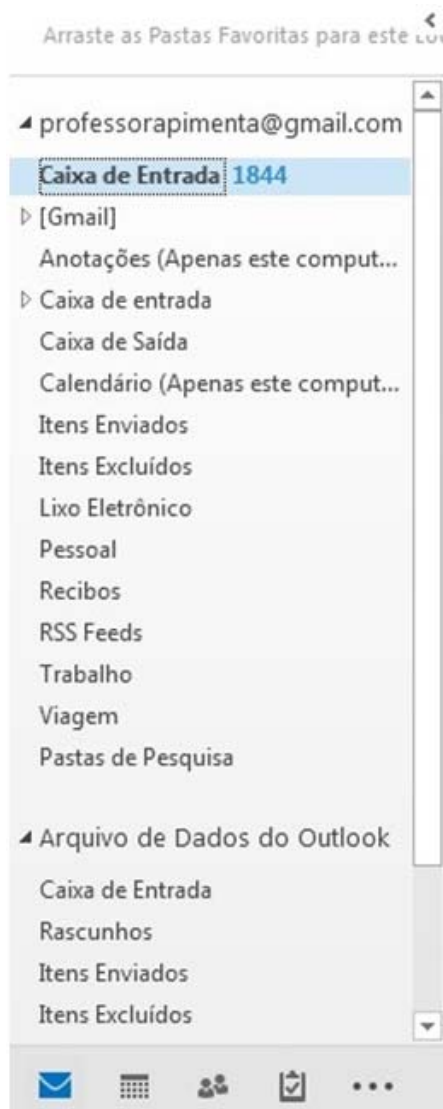 Arraste as Pastas Favoritas para este
professorapimenta@gmail.com
Caixa de Entrada 1844
[Gmail]
Anotações (Apenas este comput...
Caixa de entrada
Caixa de Saída
Calendário (Apenas este comput...
Itens Enviados
Itens Excluídos
Lixo Eletrônico
Pessoal
Recibos
RSS Feeds
Trabalho
Viagem
Pastas de Pesquisa
Arquivo de Dados do Outlook
Caixa de Entrada
Rascunhos
Itens Enviados
Itens Excluídos